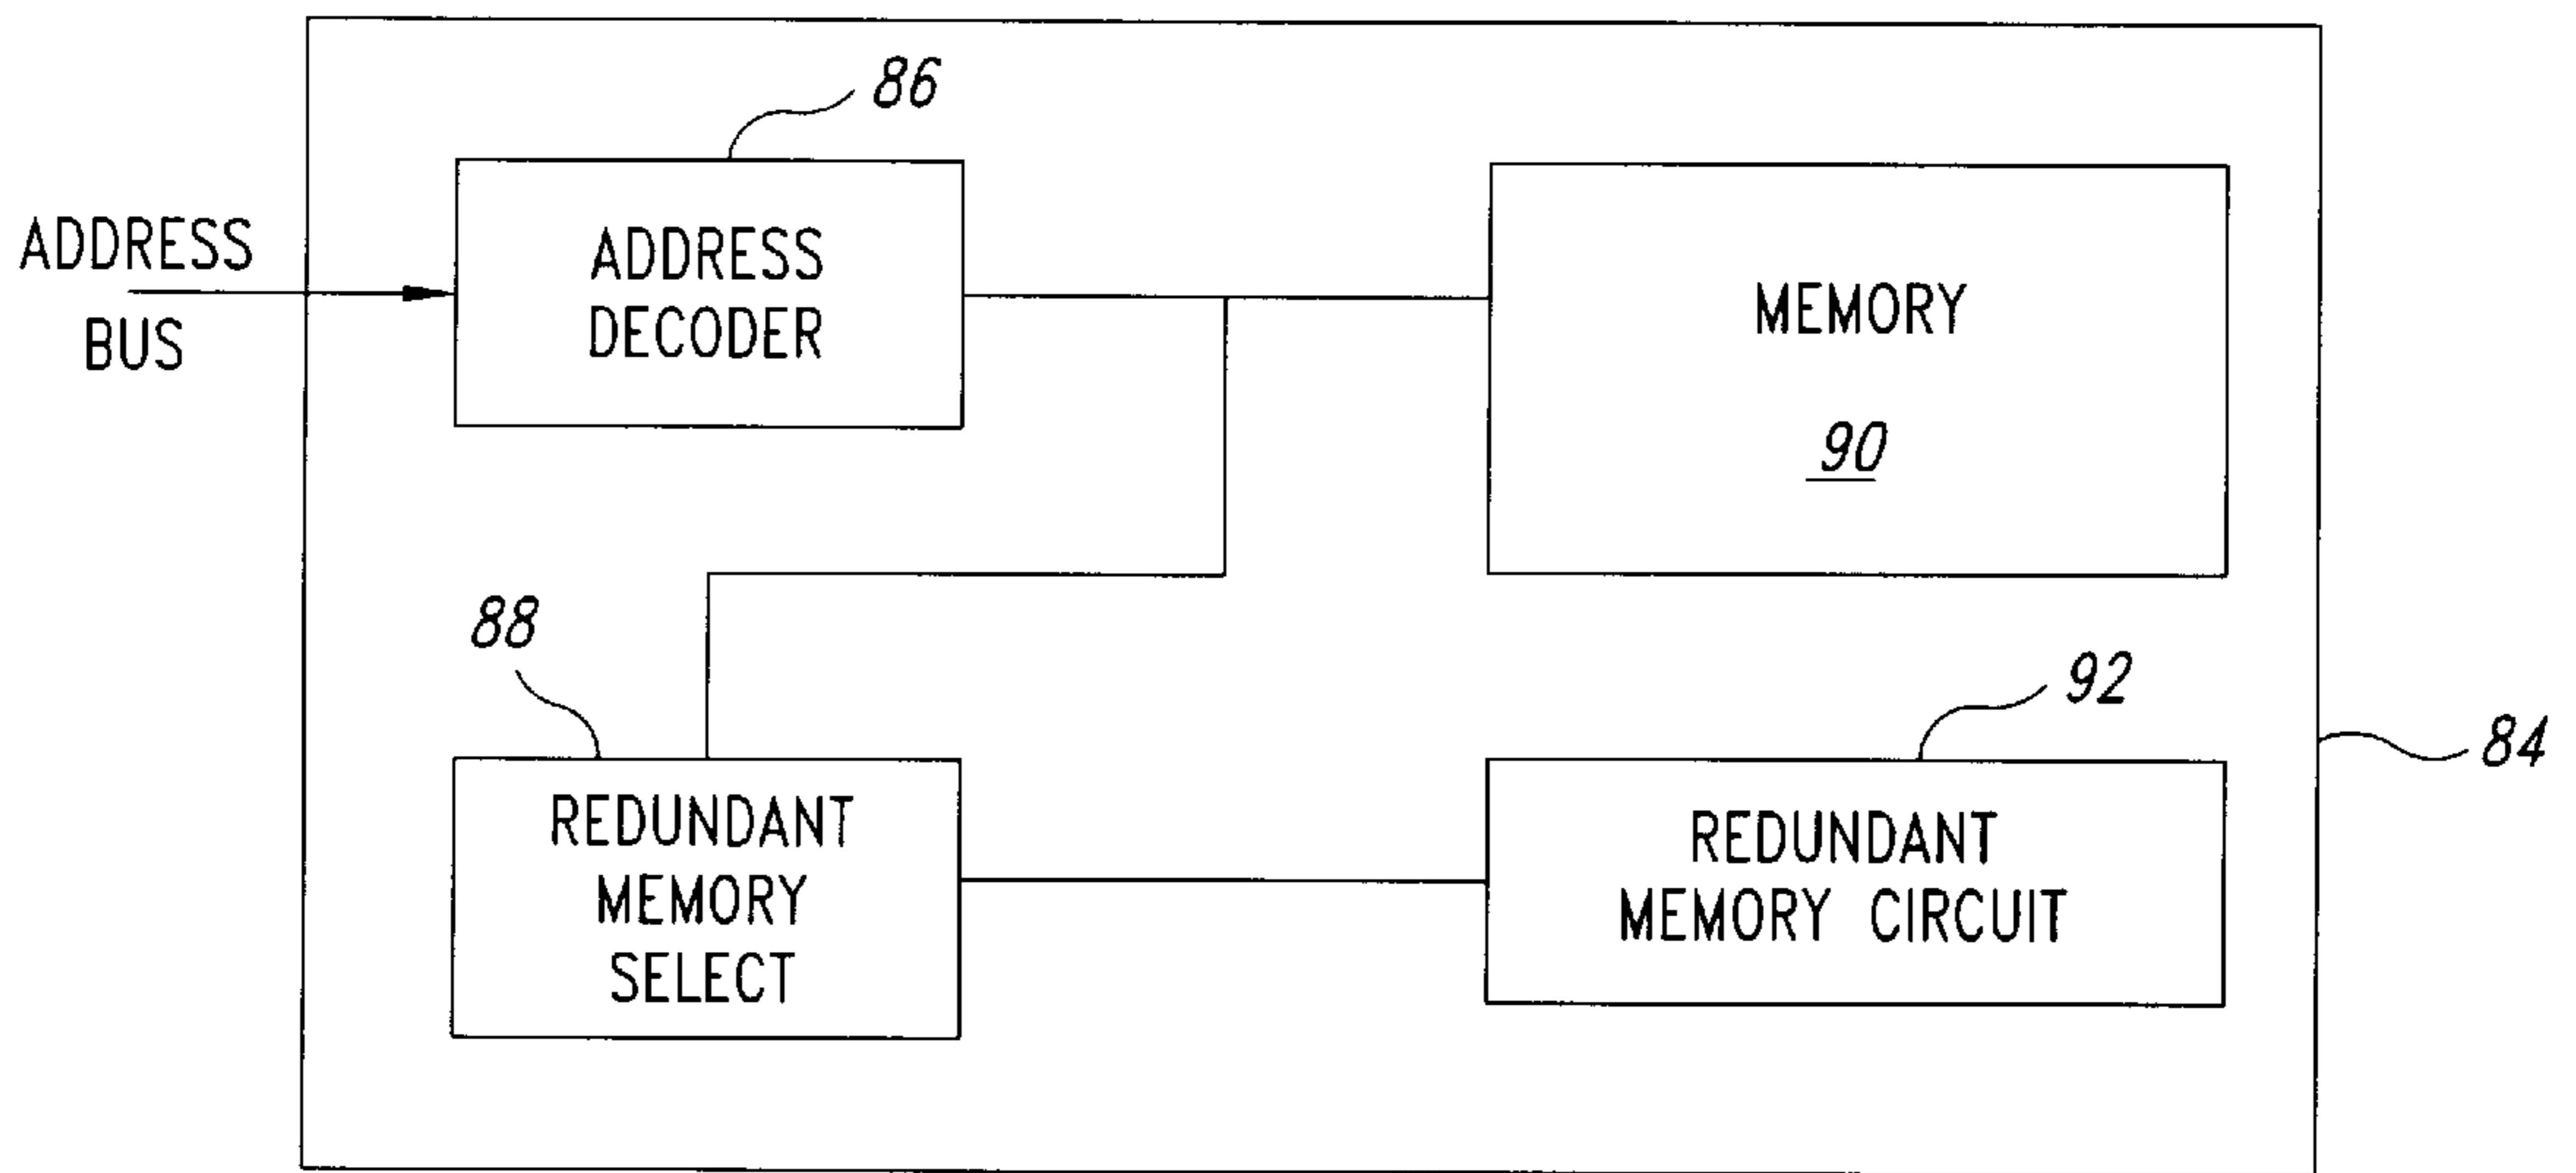 86
ADDRESS
BUS
ADDRESS
DECODER
MEMORY
90
88
REDUNDANT
MEMORY
SELECT
92
REDUNDANT
MEMORY CIRCUIT
84